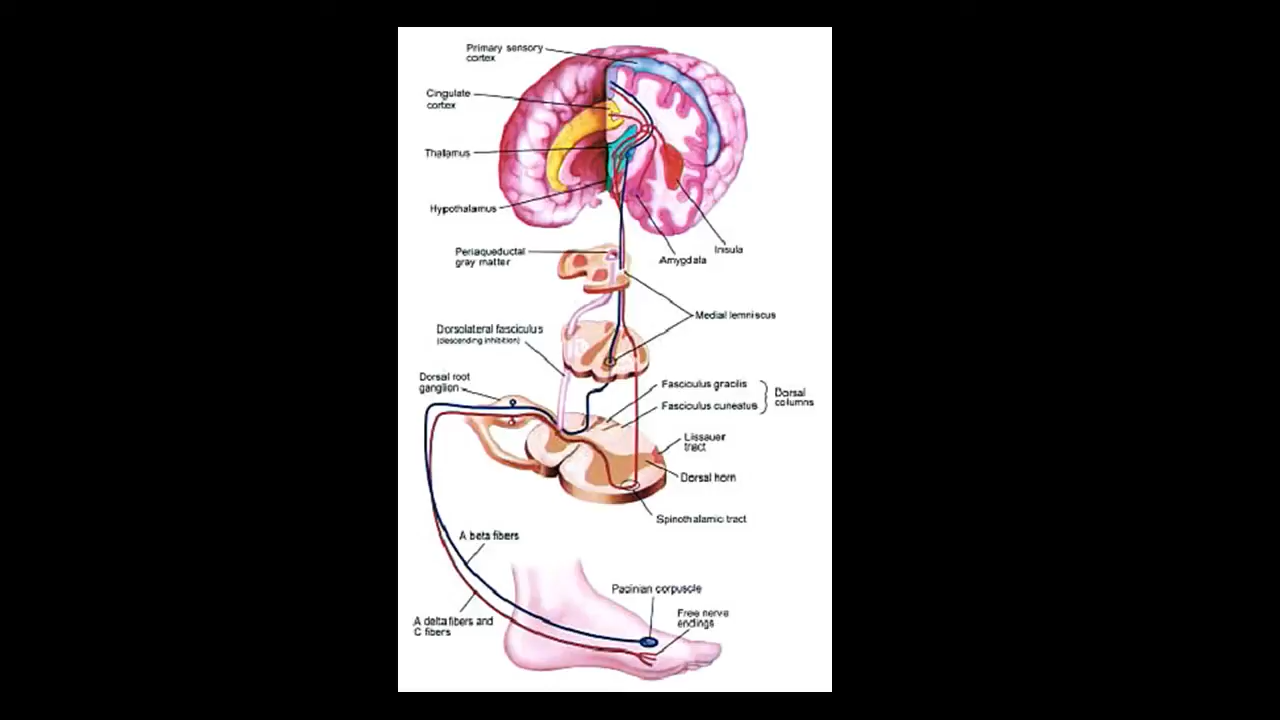 Primary sensory
cortex
Cingulate
cortex
Thalamus
Hypothalamus
Insula
Amygdala
Periaqueductal
gray matter
Medial lemniscus
Dorsolateral fasciculus
(descending inhibition)
Dorsal root
ganglion
Fasciculus gracilis
Fasciculus cuneatus
Dorsal
columns
Lissauer
tract
Dorsal horn
Spinothalamic tract
A beta fibers
Pacinian corpuscle
Free nerve
endings
A delta fibers and
C fibers